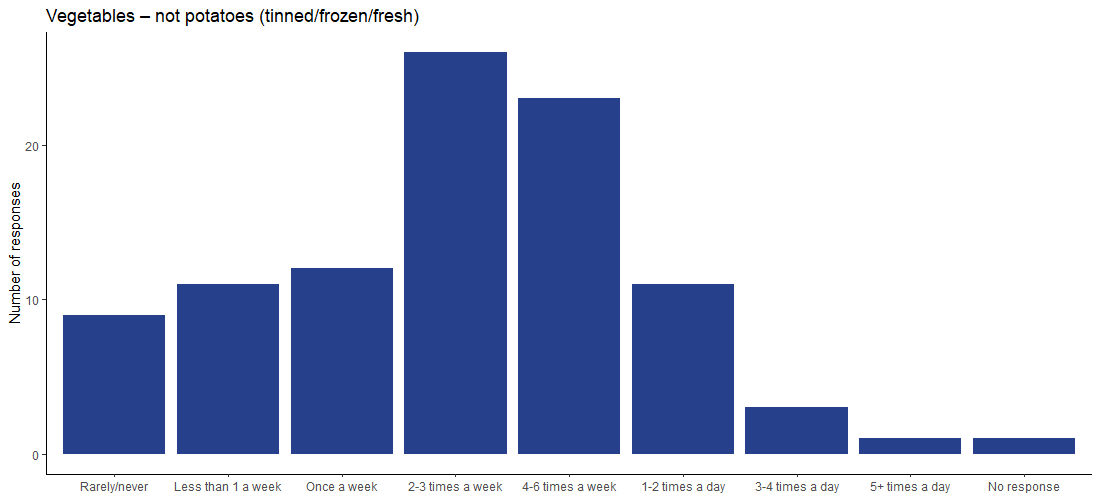 Vegetables – not potatoes (tinned/frozen/fresh)
Number of responses
20
10
0
Rarely/never
Less than 1 a week
Once a week
2-3 times a week
4-6 times a week
1-2 times a day
3-4 times a day
5+ times a day
No response